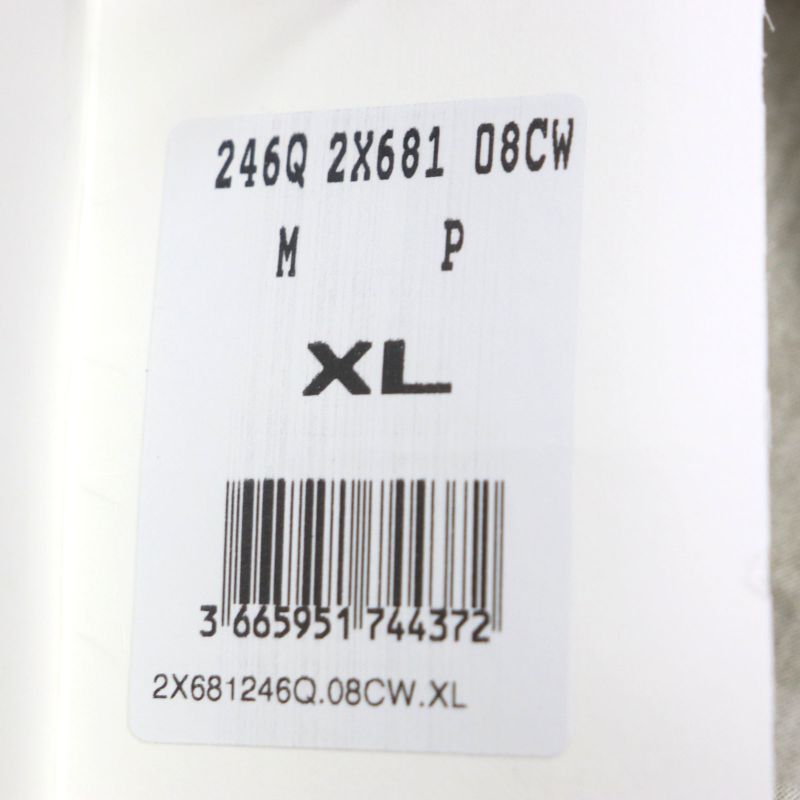 246Q 2X681 08CW
M P
XL
3 665951 744372
2X681246Q.08CW.XL